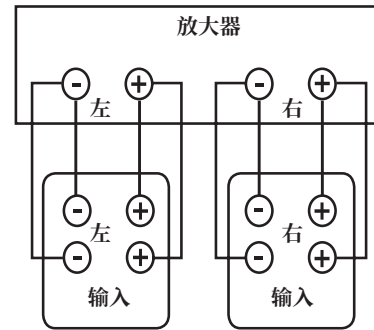 放大器
- + - +
左 右
- + - +
左 右
- + - +
输入 输入